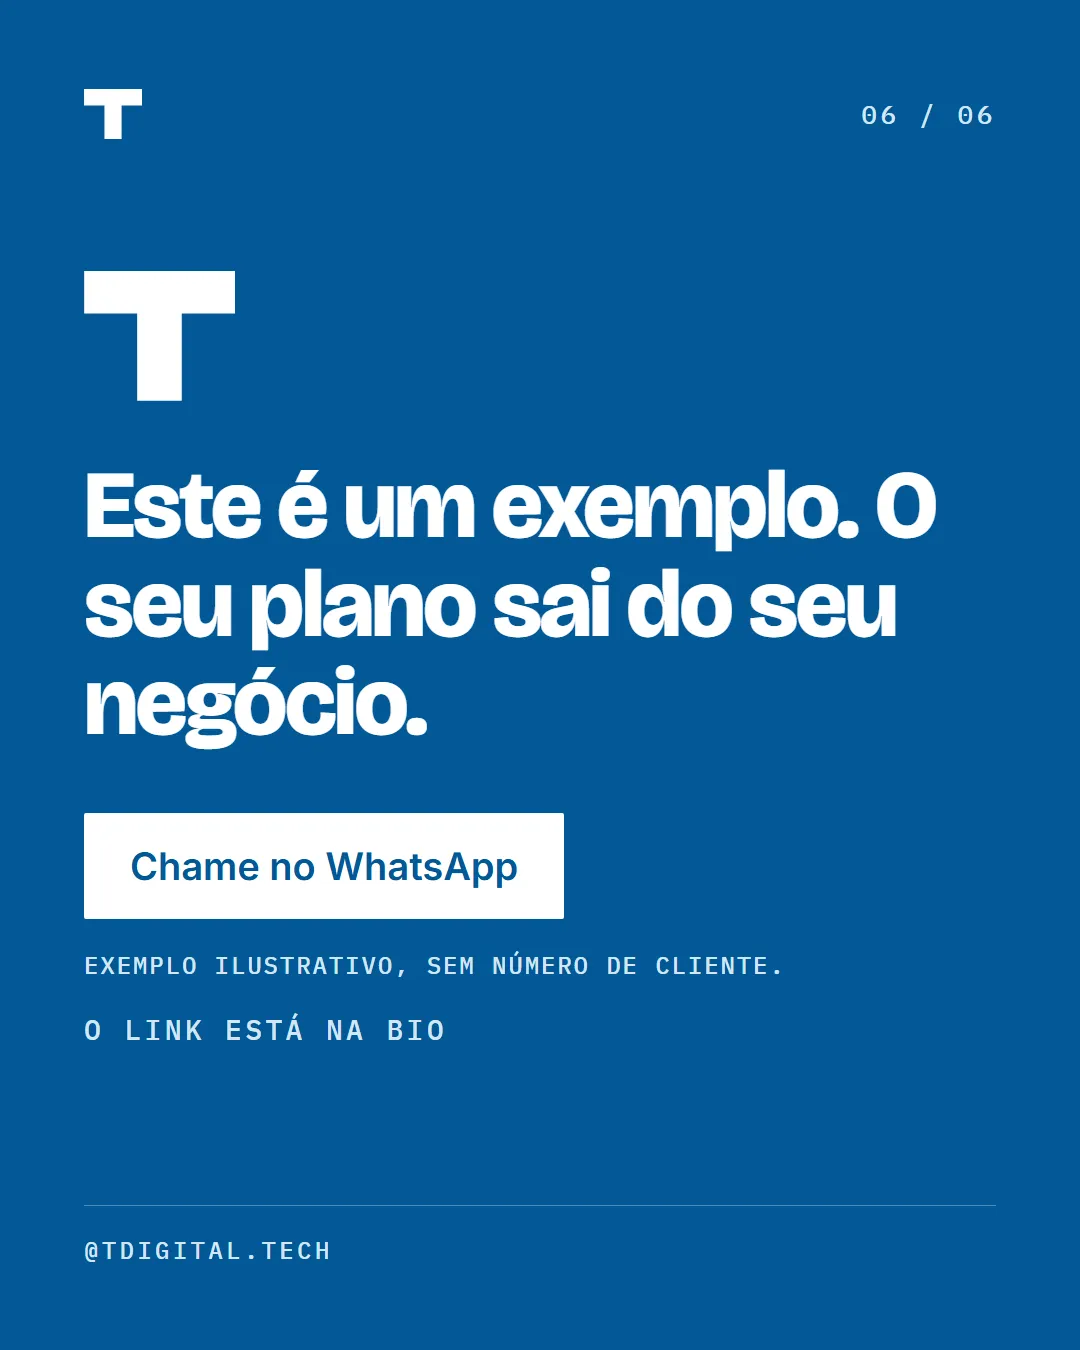 T
06 / 06
T
Este é um exemplo. O
seu plano sai do seu
negócio.
Chame no WhatsApp
EXEMPLO ILUSTRATIVO, SEM NÚMERO DE CLIENTE.
O LINK ESTÁ NA BIO
@TDIGITAL.TECH